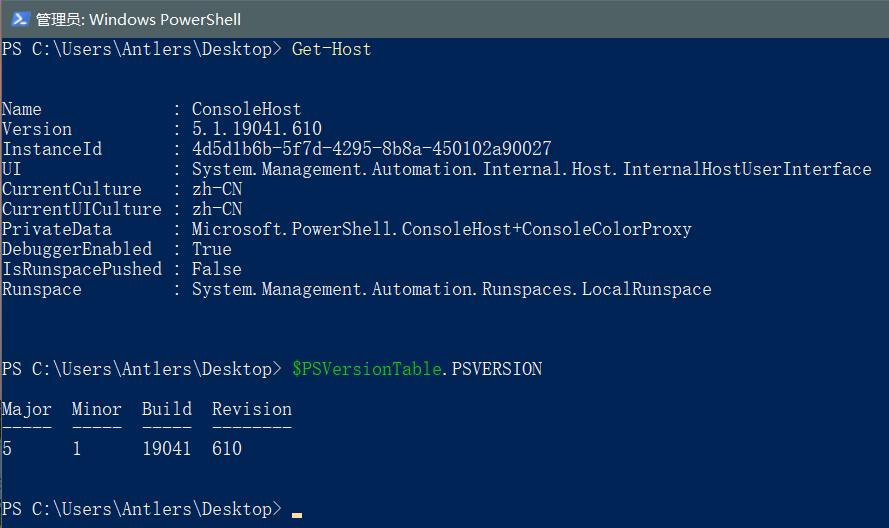 管理员: Windows PowerShell
PS C:\Users\Antlers\Desktop> Get-Host
Name             : ConsoleHost
Version          : 5.1.19041.610
InstanceId       : 4d5d1b6b-5f7d-4295-8b8a-450102a90027
UI               : System.Management.Automation.Internal.Host.InternalHostUserInterface
CurrentCulture   : zh-CN
CurrentUICulture : zh-CN
PrivateData      : Microsoft.PowerShell.ConsoleHost+ConsoleColorProxy
DebuggerEnabled  : True
IsRunspacePushed : False
Runspace         : System.Management.Automation.Runspaces.LocalRunspace
PS C:\Users\Antlers\Desktop> $PSVersionTable.PSVERSION
Major  Minor  Build  Revision
-----  -----  -----  --------
5      1      19041  610
PS C:\Users\Antlers\Desktop>